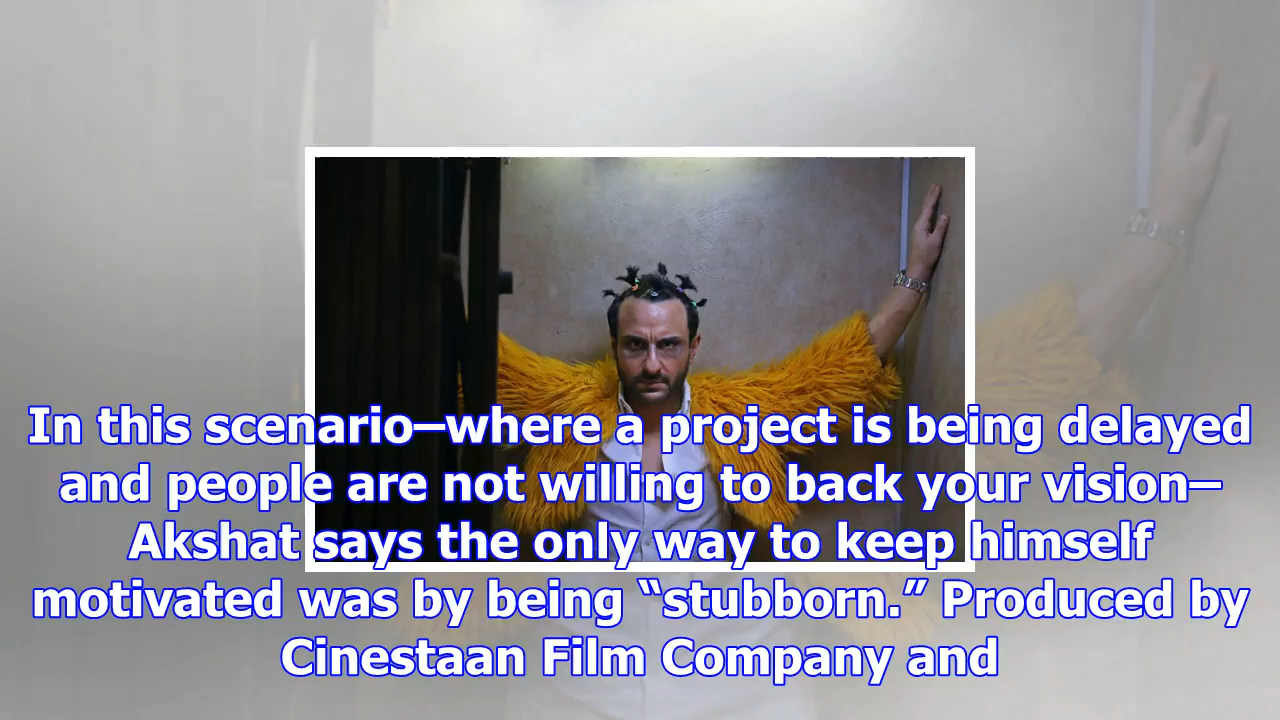 In this scenario–where a project is being delayed
and people are not willing to back your vision–
Akshat says the only way to keep himself
motivated was by being “stubborn.” Produced by
Cinestaan Film Company and